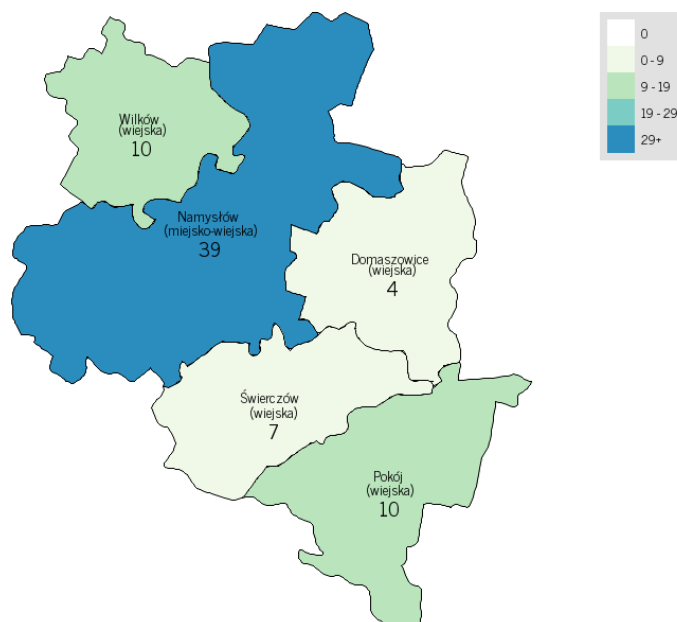 0
0 - 9
9 - 19
19 - 29
29+
Wilków
(wiejska)
10
Namysłów
(miejsko-wiejska)
39
Domaszowice
(wiejska)
4
Świerczów
(wiejska)
7
Pokój
(wiejska)
10